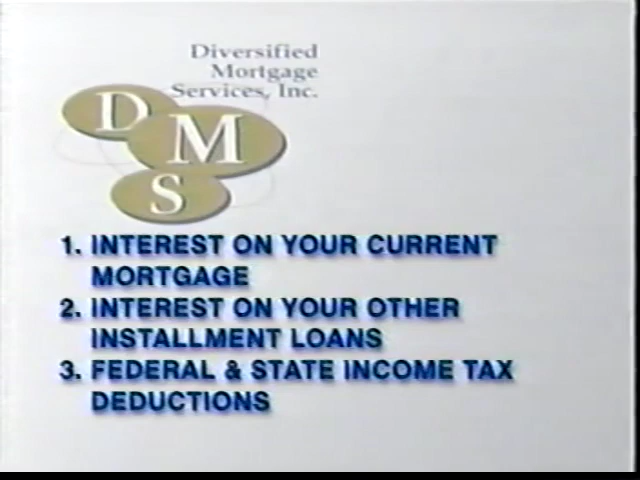 Diversified
Mortgage
Services, Inc.
D
M
S
1. INTEREST ON YOUR CURRENT
MORTGAGE
2. INTEREST ON YOUR OTHER
INSTALLMENT LOANS
3. FEDERAL & STATE INCOME TAX
DEDUCTIONS